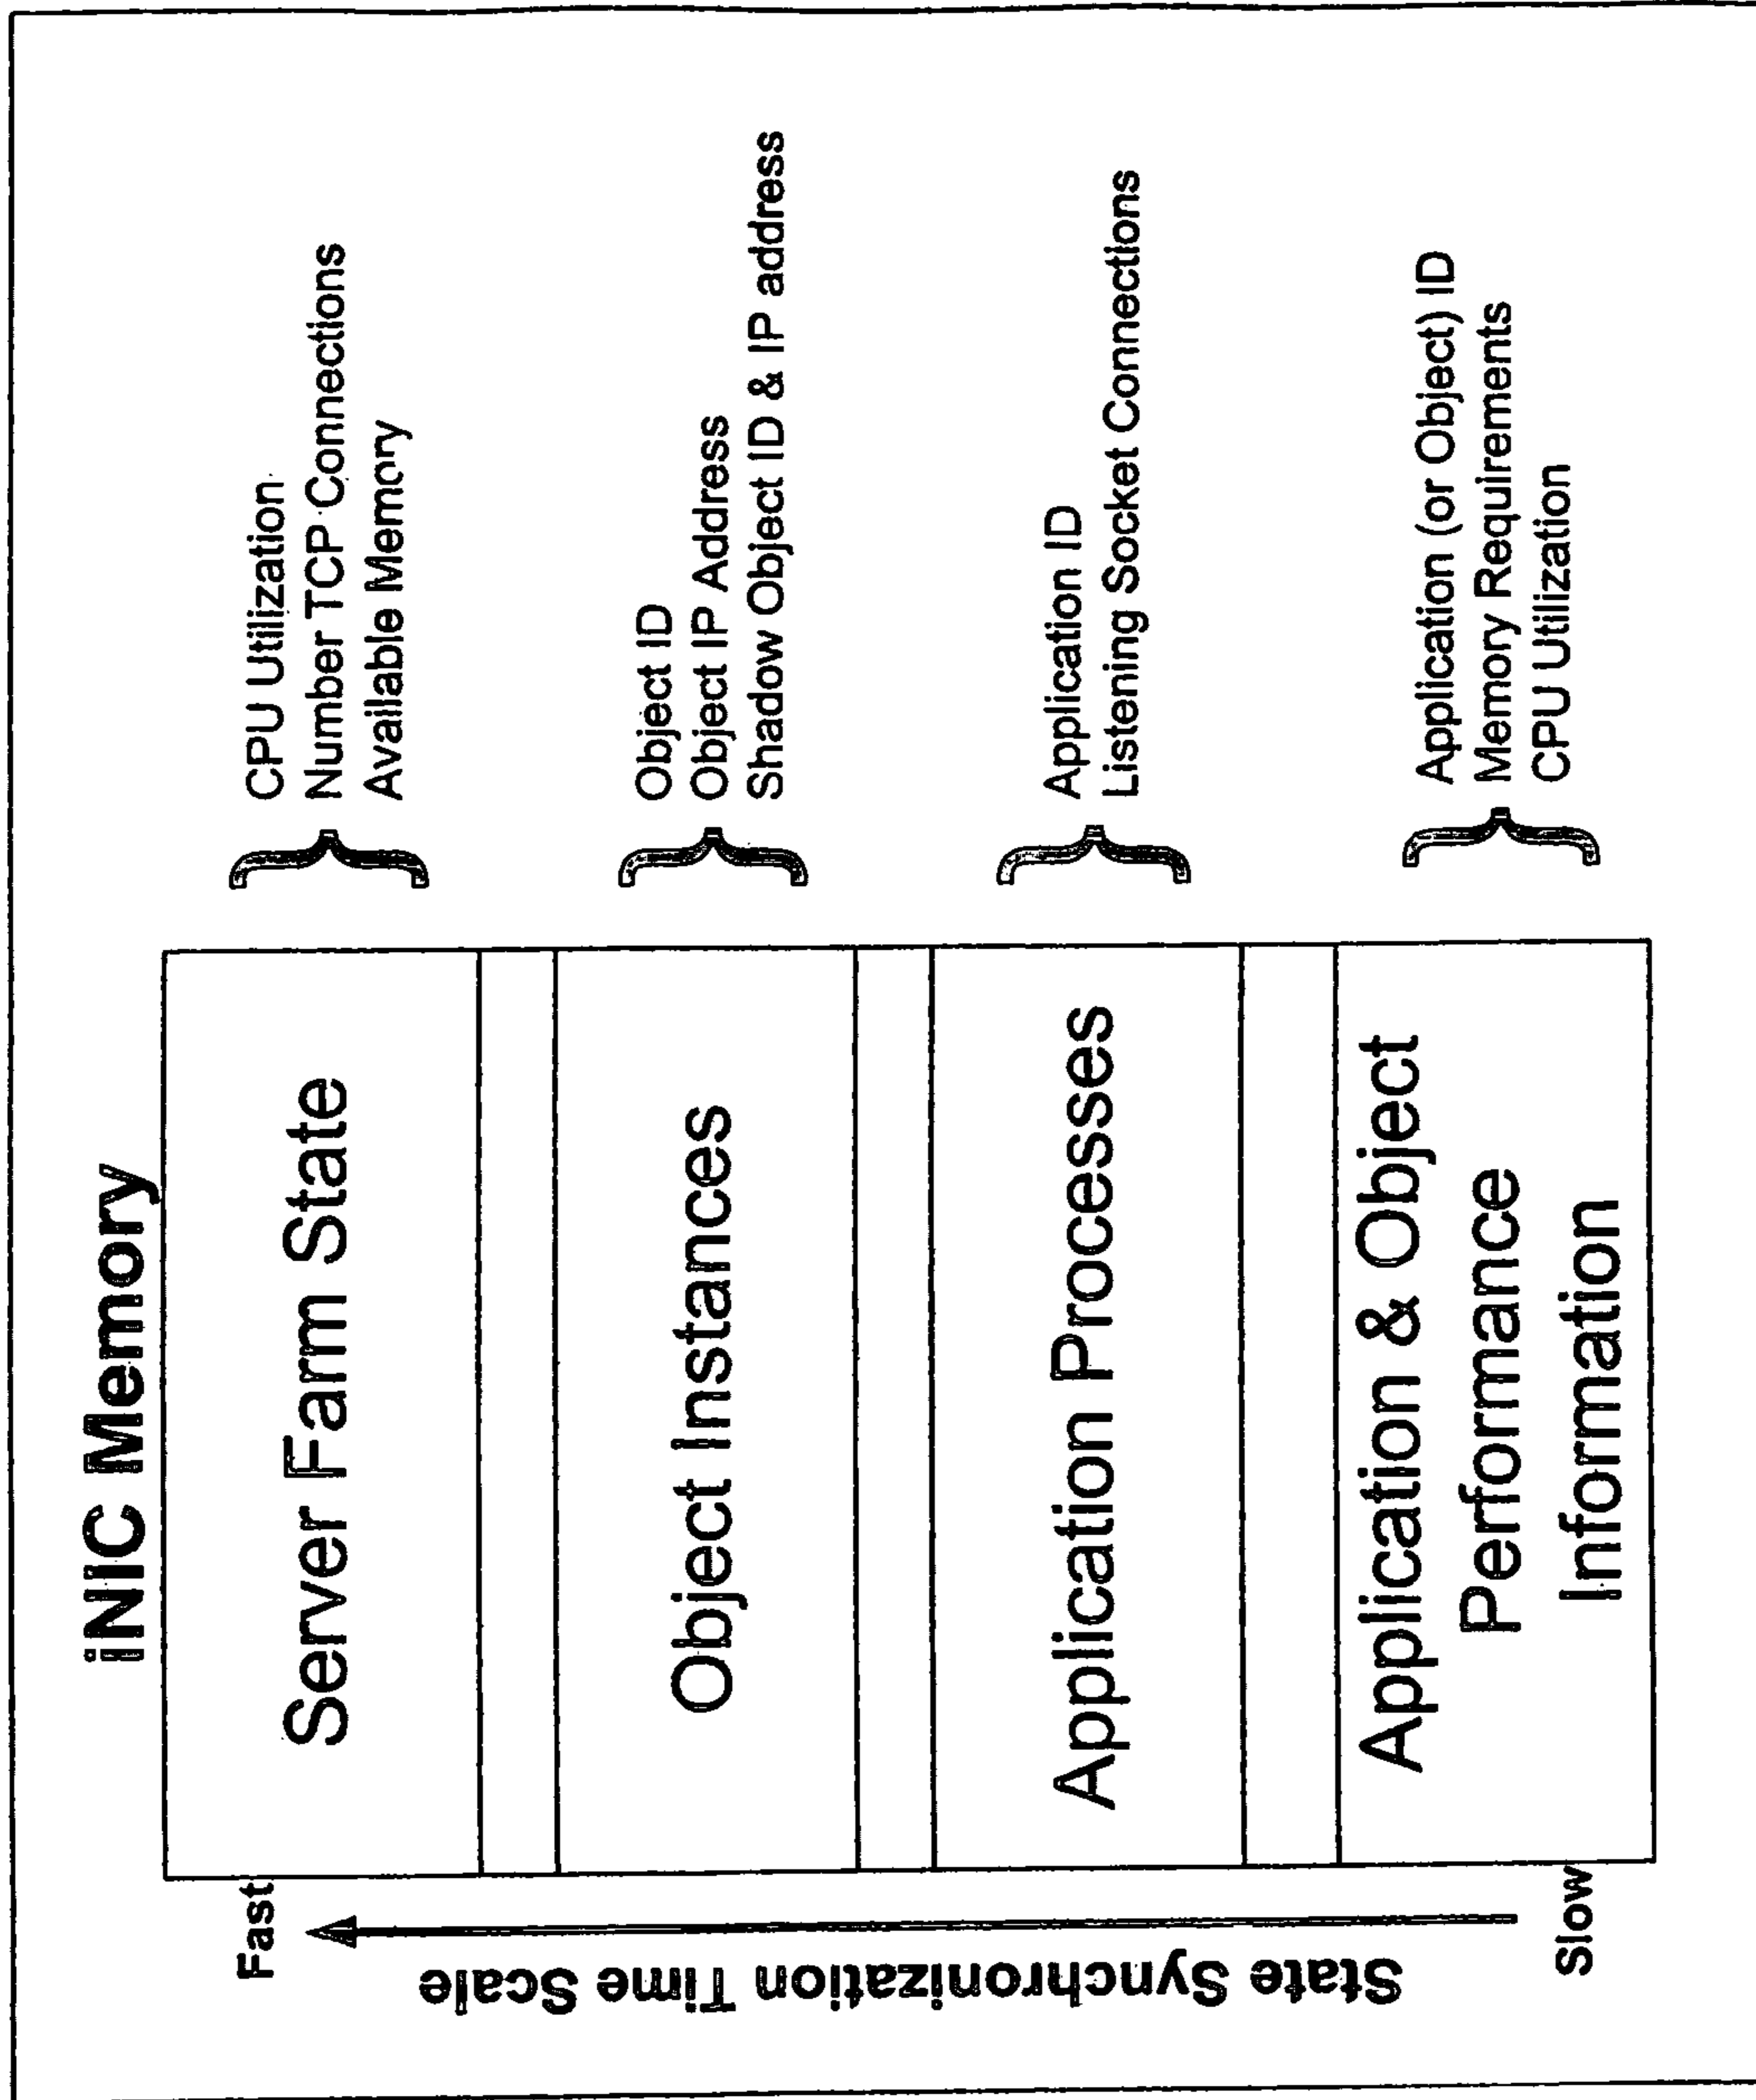 iNIC Memory
Fast
State Synchronization Time Scale
Slow
Server Farm State
CPU Utilization
Number TCP Connections
Available Memory
Object Instances
Object ID
Object IP Address
Shadow Object ID & IP address
Application Processes
Application ID
Listening Socket Connections
Application & Object
Performance
Information
Application (or Object) ID
Memory Requirements
CPU Utilization